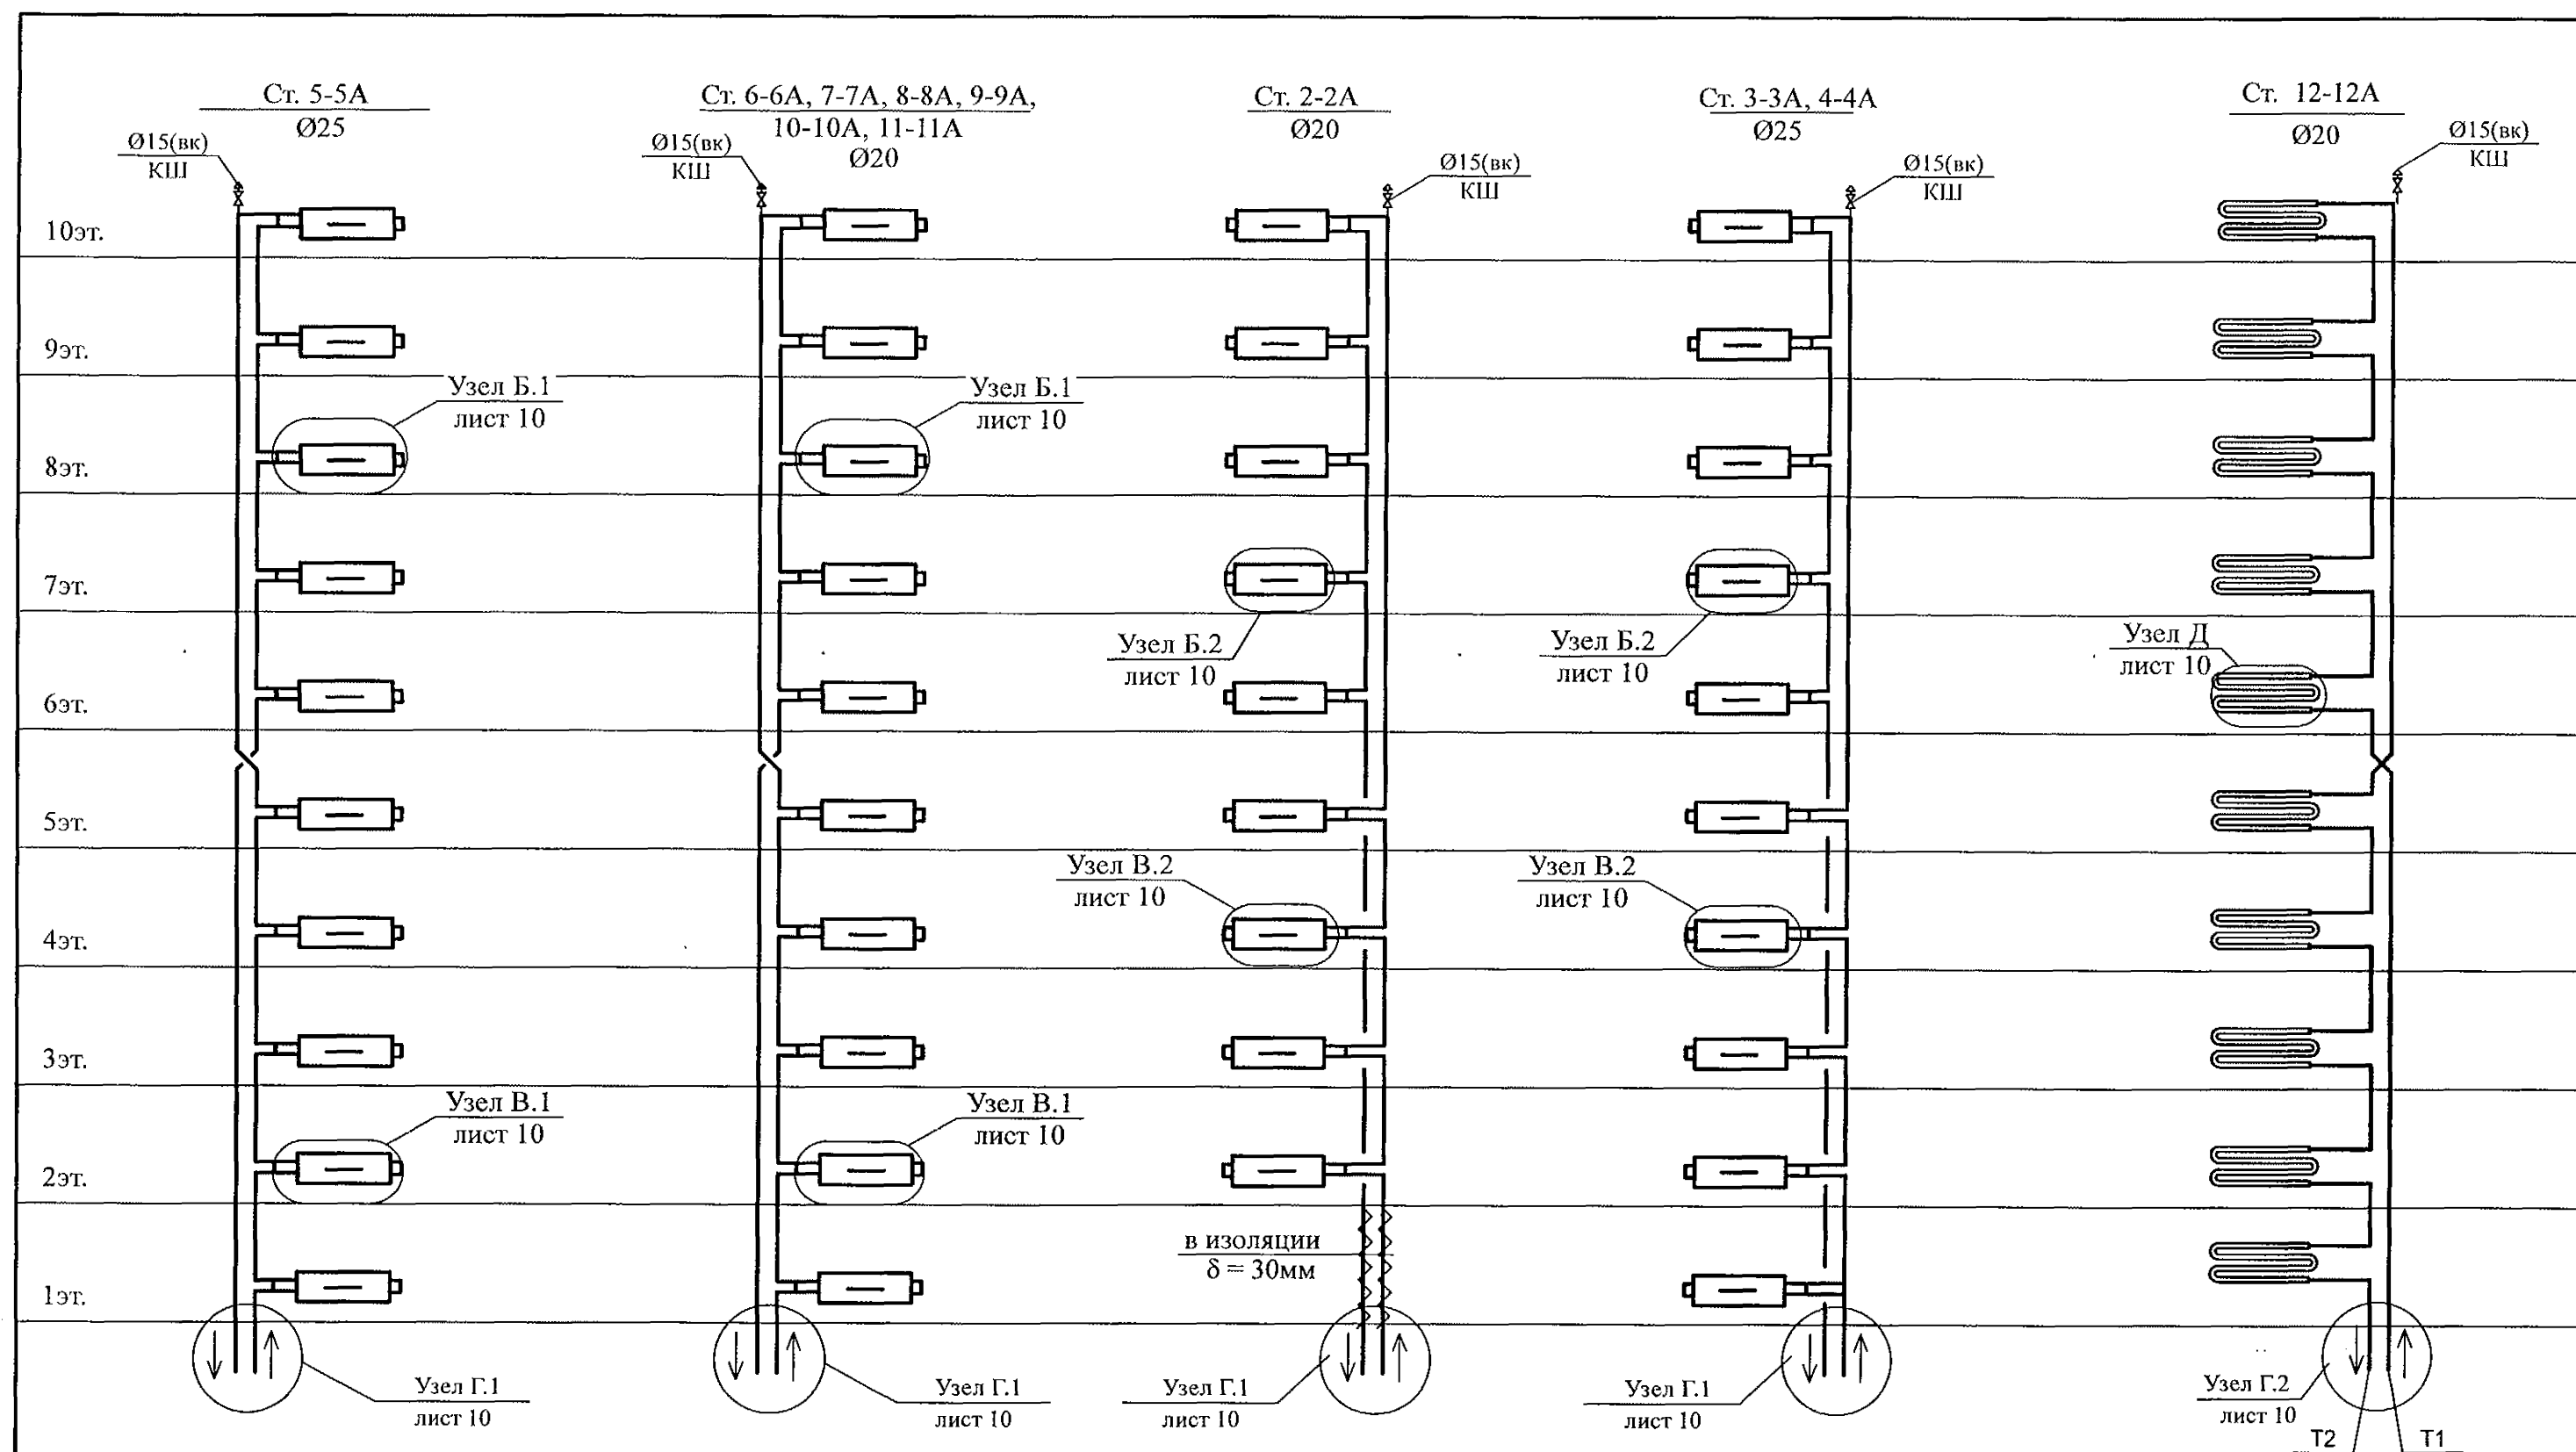 Ст. 5-5А
Ø25
Ст. 6-6А, 7-7А, 8-8А, 9-9А,
10-10А, 11-11А
Ø20
Ст. 2-2А
Ø20
Ст. 3-3А, 4-4А
Ø25
Ст. 12-12А
Ø20
Ø15(вк)
КШ
Ø15(вк)
КШ
Ø15(вк)
КШ
Ø15(вк)
КШ
Ø15(вк)
КШ
10эт.
9эт.
Узел Б.1
лист 10
Узел Б.1
лист 10
8эт.
7эт.
Узел Б.2
лист 10
Узел Б.2
лист 10
Узел Д
лист 10
6эт.
5эт.
Узел В.2
лист 10
Узел В.2
лист 10
4эт.
3эт.
Узел В.1
лист 10
Узел В.1
лист 10
2эт.
в изоляции
δ = 30мм
1эт.
Узел Г.1
лист 10
Узел Г.1
лист 10
Узел Г.1
лист 10
Узел Г.1
лист 10
Узел Г.2
лист 10
Т2
Т1